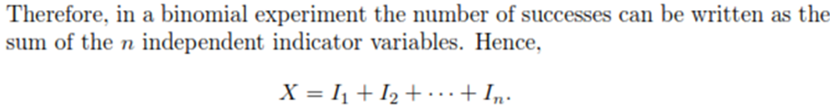 Therefore, in a binomial experiment the number of successes can be written as the
sum of the n independent indicator variables. Hence,
X = I₁ + I₂ + · · · + Iₙ.